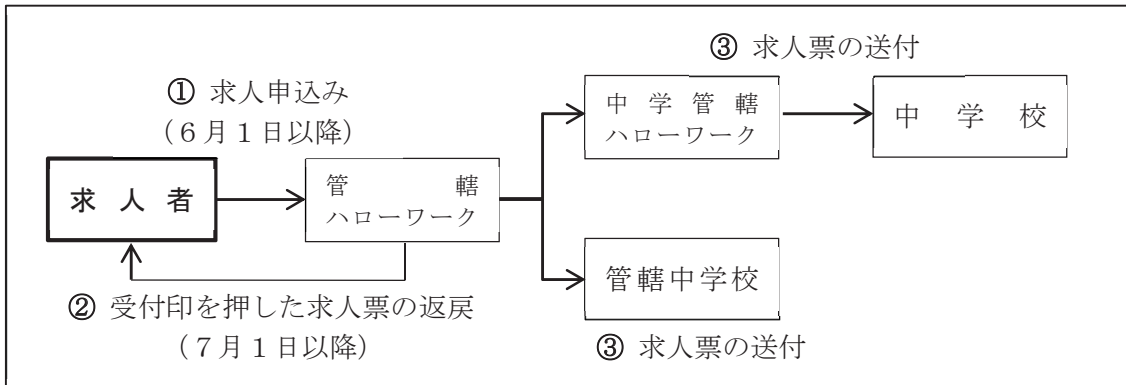 ③ 求人票の送付
① 求人申込み
(６月１日以降)
中学管轄
ハローワーク
中学校
求人者
管轄
ハローワーク
管轄中学校
② 受付印を押した求人票の返戻
(７月１日以降)
③ 求人票の送付